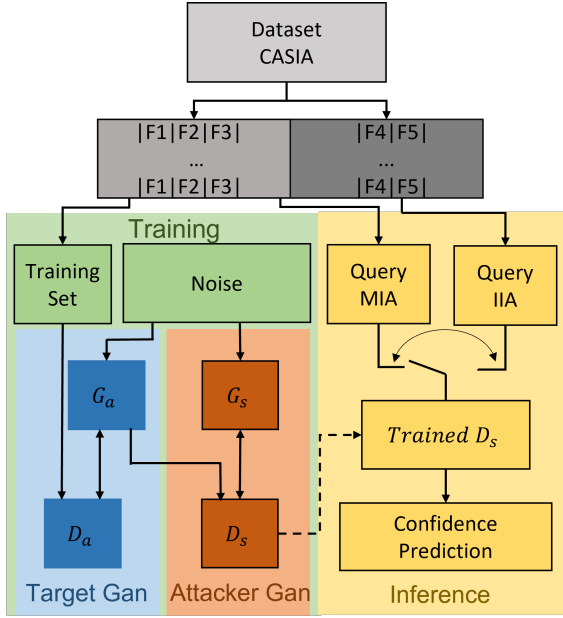 Dataset
CASIA
|F1|F2|F3|
...
|F1|F2|F3|
|F4|F5|
...
|F4|F5|
Training
Training
Set
Noise
Query
MIA
Query
IIA
G_a
G_s
Trained D_s
D_a
D_s
Confidence
Prediction
Target Gan
Attacker Gan
Inference